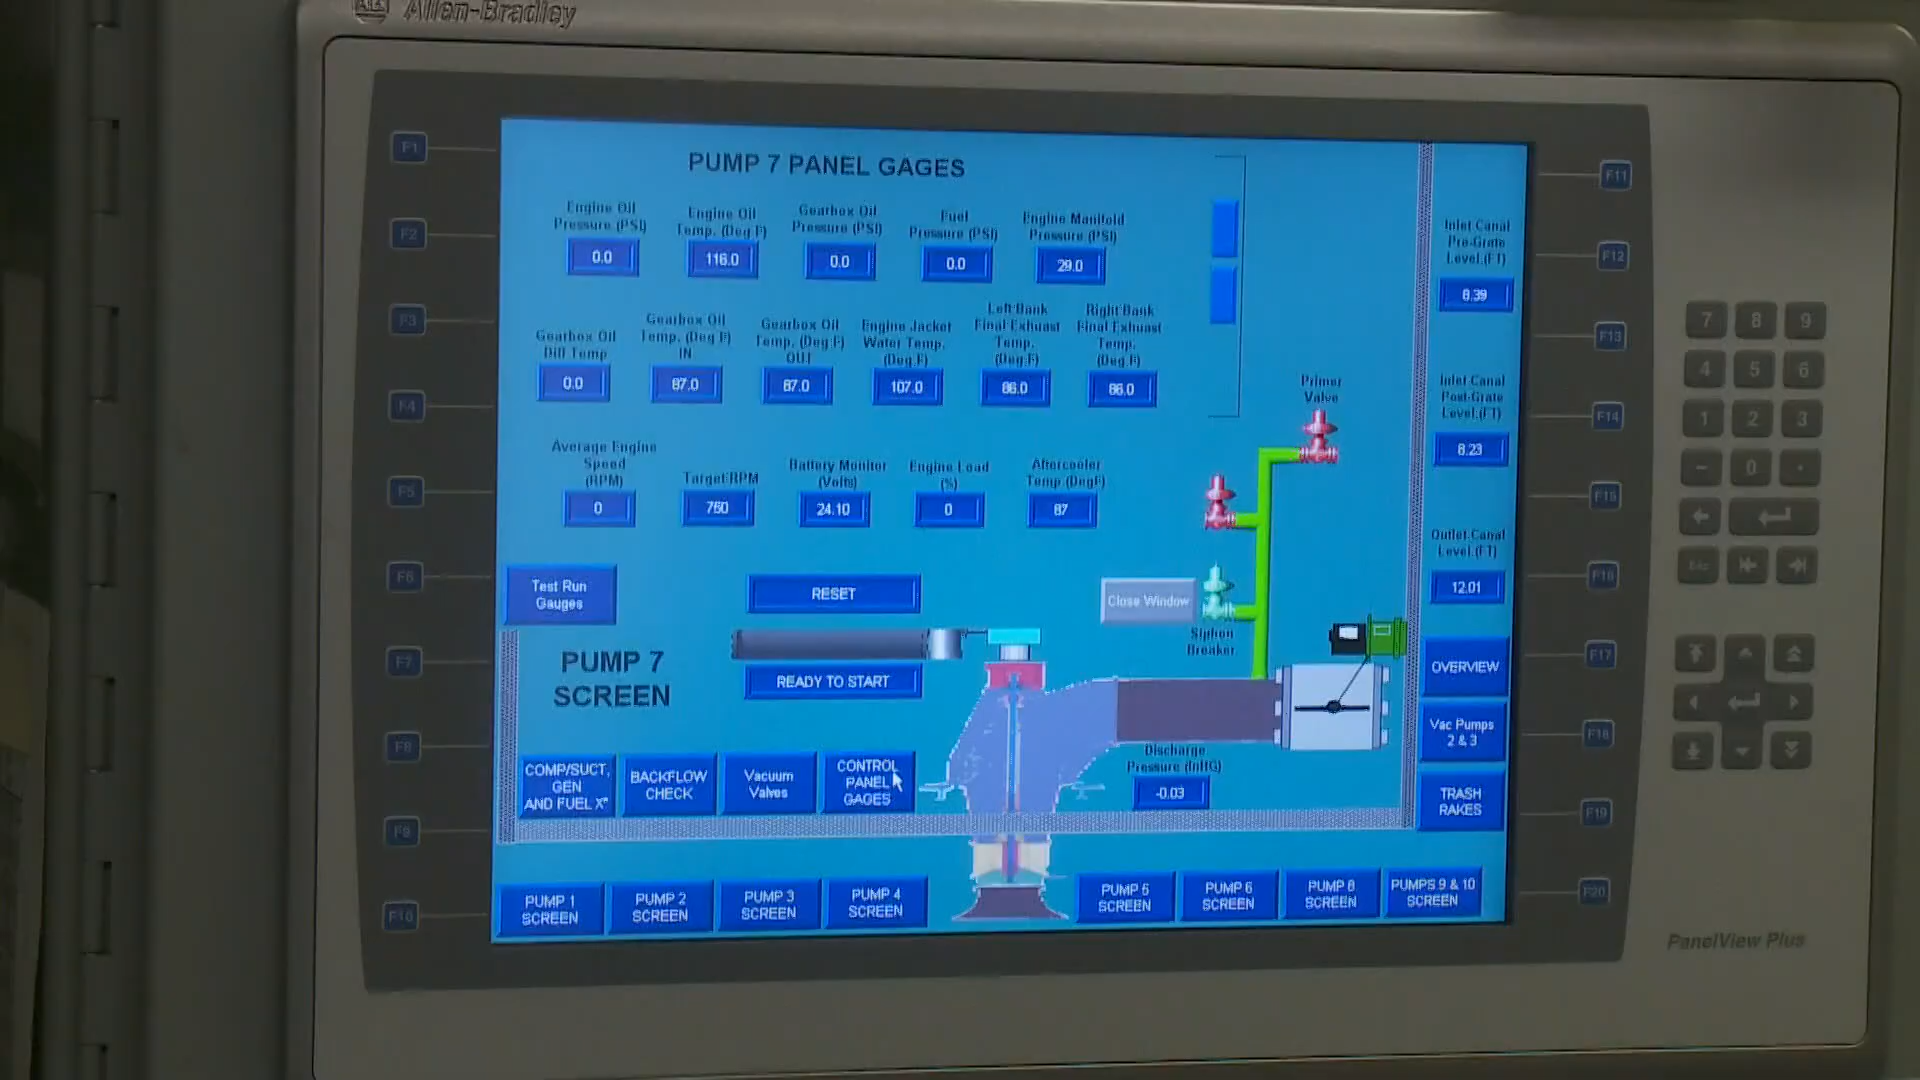 Allen-Bradley
PUMP 7 PANEL GAGES
Engine Oil
Pressure (PSI)
0.0
Engine Oil
Temp. (Deg F)
116.0
Gearbox Oil
Pressure (PSI)
0.0
Fuel
Pressure (PSI)
0.0
Engine Manifold
Pressure (PSI)
29.0
Gearbox Oil
Diff Temp
0.0
Gearbox Oil
Temp. (Deg F)
IN
87.0
Gearbox Oil
Temp. (Deg F)
OUT
87.0
Engine Jacket
Water Temp.
(Deg F)
107.0
Left Bank
Final Exhuast
Temp.
(Deg F)
86.0
Right Bank
Final Exhuast
Temp.
(Deg F)
86.0
Average Engine
Speed
(RPM)
0
Target RPM
750
Battery Monitor
(Volts)
24.10
Engine Load
(%)
0
Aftercooler
Temp. (DegF)
87
Primer
Valve
Test Run
Gauges
RESET
Close Window
Siphon
Breaker
PUMP 7
SCREEN
READY TO START
COMP/SUCT,
GEN
AND FUEL X*
BACKFLOW
CHECK
Vacuum
Valves
CONTROL
PANEL
GAGES
Discharge
Pressure (InHG)
-0.03
PUMP 1
SCREEN
PUMP 2
SCREEN
PUMP 3
SCREEN
PUMP 4
SCREEN
PUMP 5
SCREEN
PUMP 6
SCREEN
PUMP 8
SCREEN
PUMPS 9 & 10
SCREEN
Inlet Canal
Pre-Grate
Level (FT)
8.39
Inlet Canal
Post-Grate
Level (FT)
8.23
Outlet Canal
Level (FT)
12.01
OVERVIEW
Vac Pumps
2 & 3
TRASH
RAKES
F1
F2
F3
F4
F5
F6
F7
F8
F9
F10
F11
F12
F13
F14
F15
F16
F17
F18
F19
F20
7 8 9
4 5 6
1 2 3
- 0 .
Esc
PanelView Plus